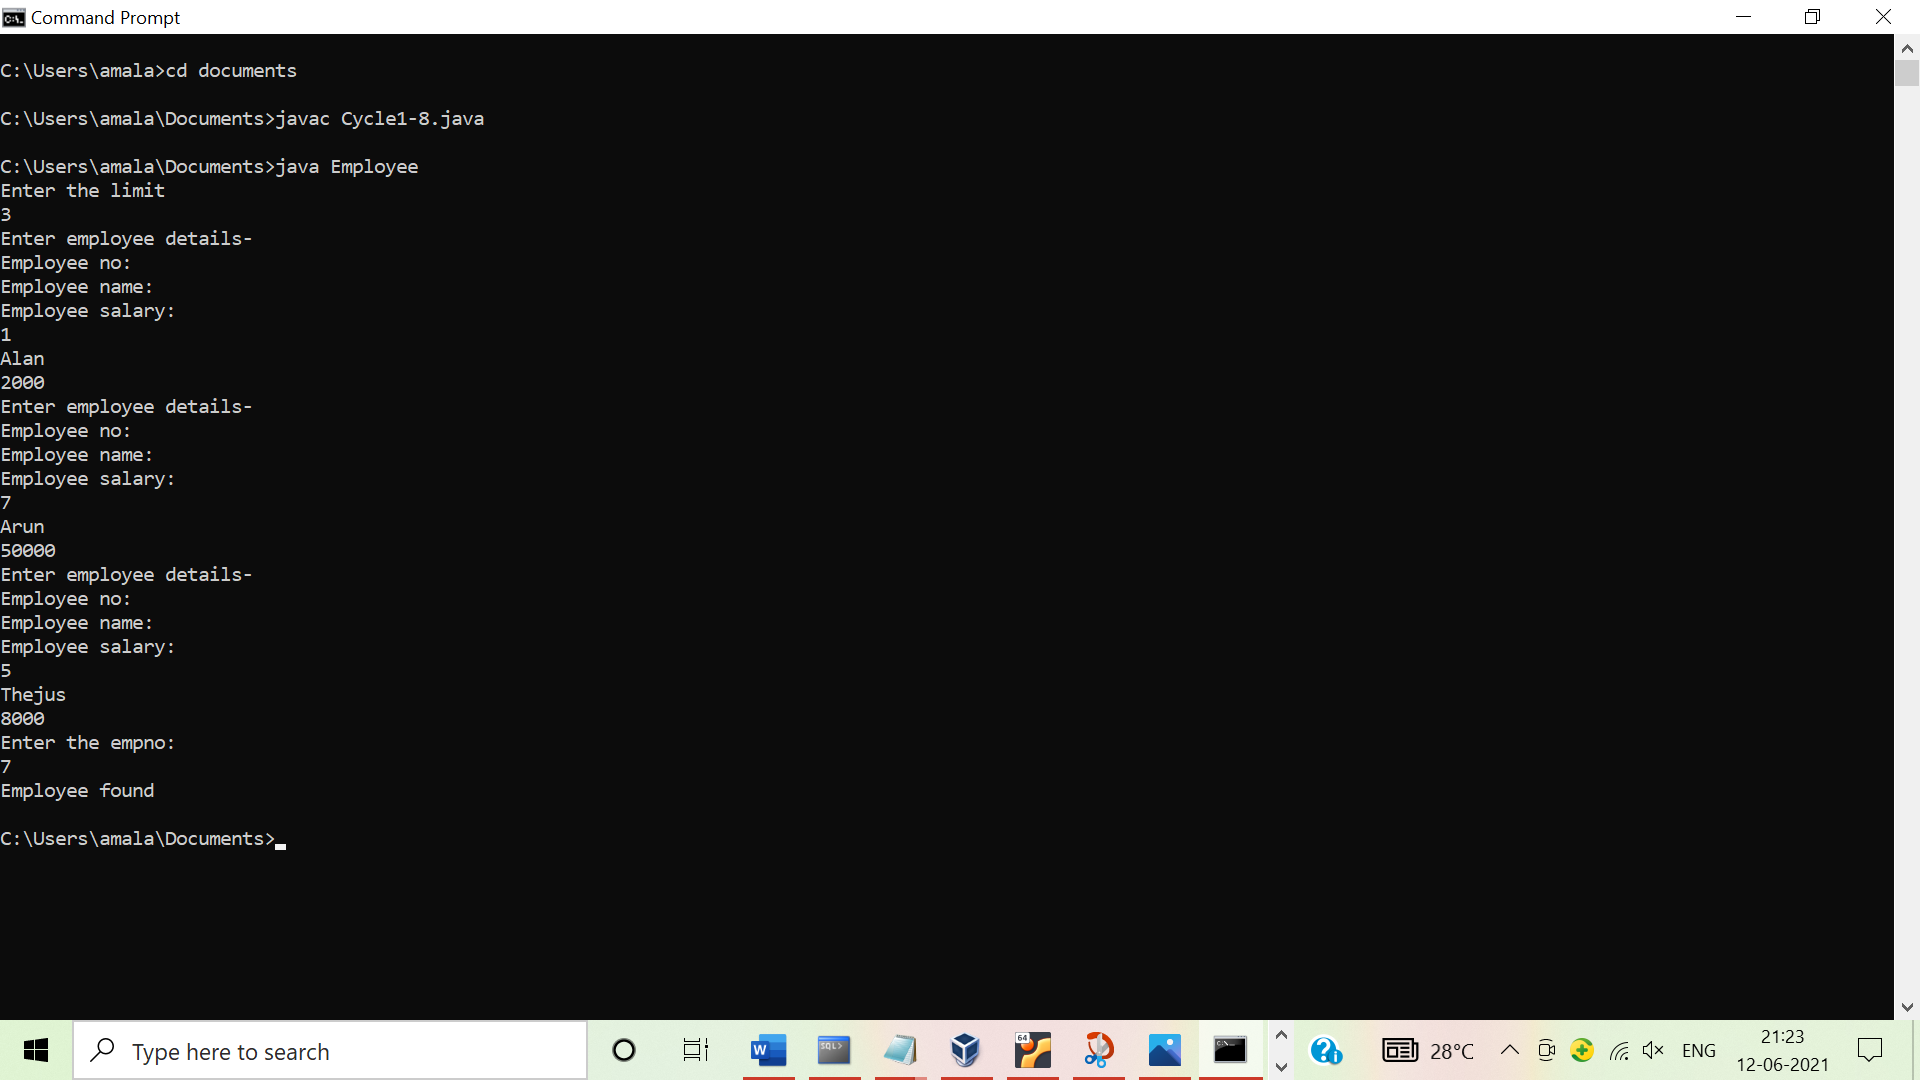 Command Prompt
C:\Users\amala>cd documents
C:\Users\amala\Documents>javac Cycle1-8.java
C:\Users\amala\Documents>java Employee
Enter the limit
3
Enter employee details-
Employee no:
Employee name:
Employee salary:
1
Alan
2000
Enter employee details-
Employee no:
Employee name:
Employee salary:
7
Arun
50000
Enter employee details-
Employee no:
Employee name:
Employee salary:
5
Thejus
8000
Enter the empno:
7
Employee found
C:\Users\amala\Documents>
Type here to search
W
SQL>
64
C:\
28°C
ENG
21:23
12-06-2021